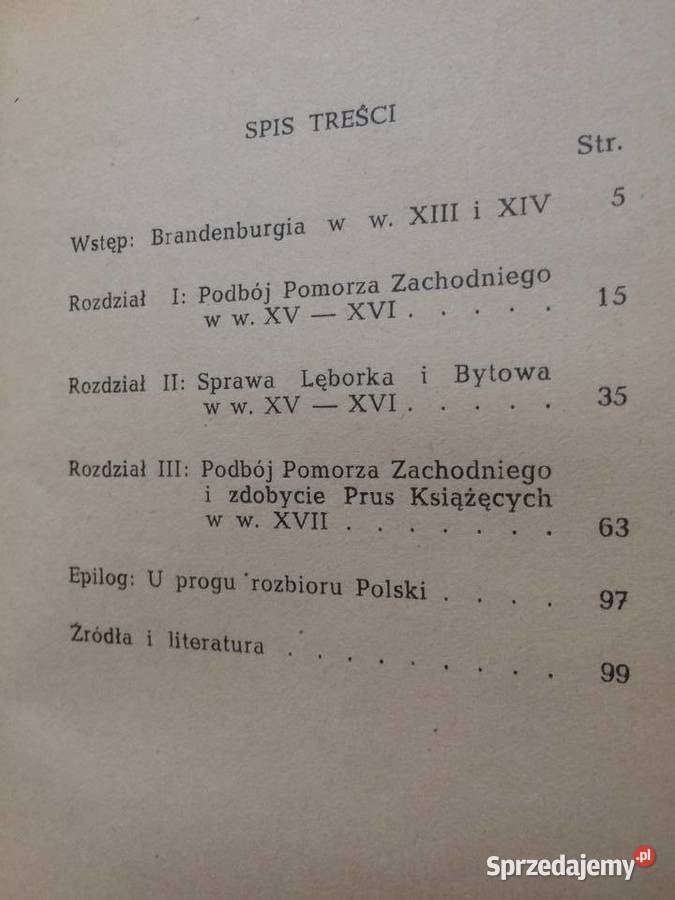 SPIS TREŚCI
Str.
Wstęp: Brandenburgia w w. XIII i XIV 5
Rozdział I: Podbój Pomorza Zachodniego
w w. XV — XVI . . . . . 15
Rozdział II: Sprawa Lęborka i Bytowa
w w. XV — XVI . . . . . 35
Rozdział III: Podbój Pomorza Zachodniego
i zdobycie Prus Książęcych
w w. XVII . . . . . . . 63
Epilog: U progu rozbioru Polski . . . . 97
Źródła i literatura . . . . . . . . . 99
Sprzedajemy.pl